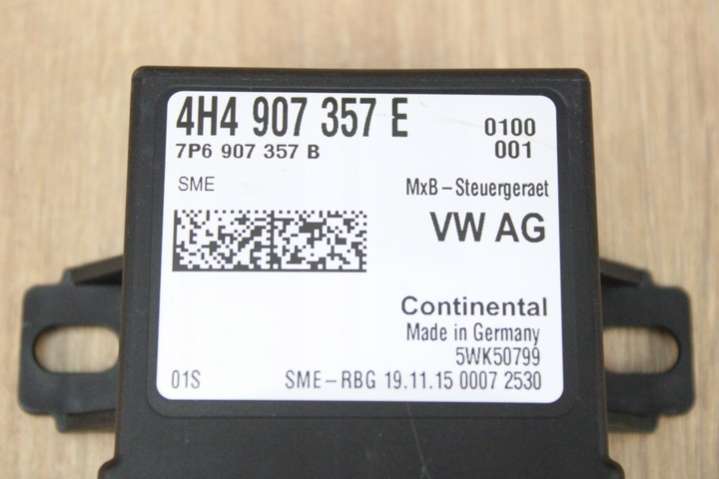 4H4 907 357 E 0100
7P6 907 357 B 001
SME MxB-Steuergeraet
VW AG
Continental
Made in Germany
5WK50799
01S SME-RBG 19.11.15 0007 2530